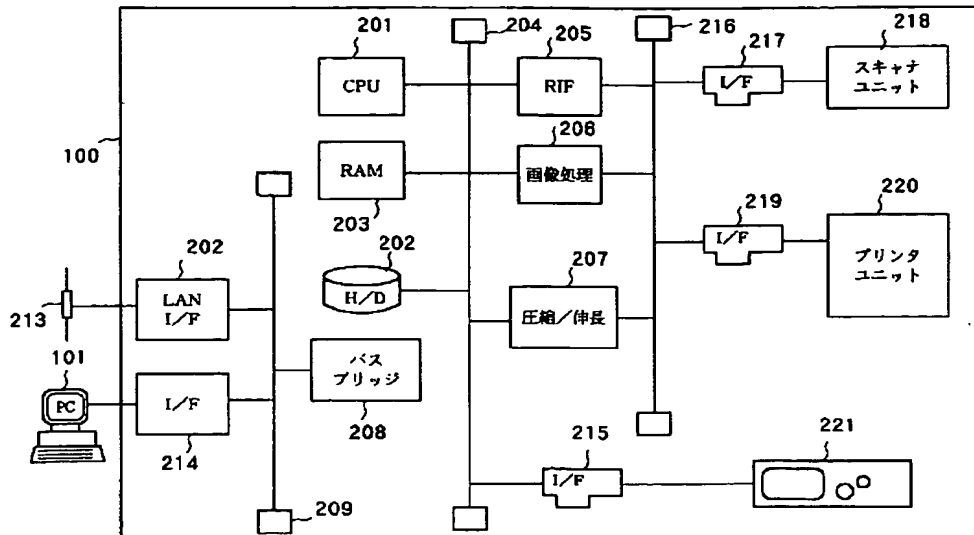 201
204
205
216
217
218
CPU
RIF
I/F
スキャナ
ユニット
206
100
RAM
画像処理
203
219
220
202
202
207
I/F
プリンタ
ユニット
LAN
I/F
H/D
圧縮/伸長
213
101
バス
ブリッジ
PC
I/F
208
214
215
221
I/F
209